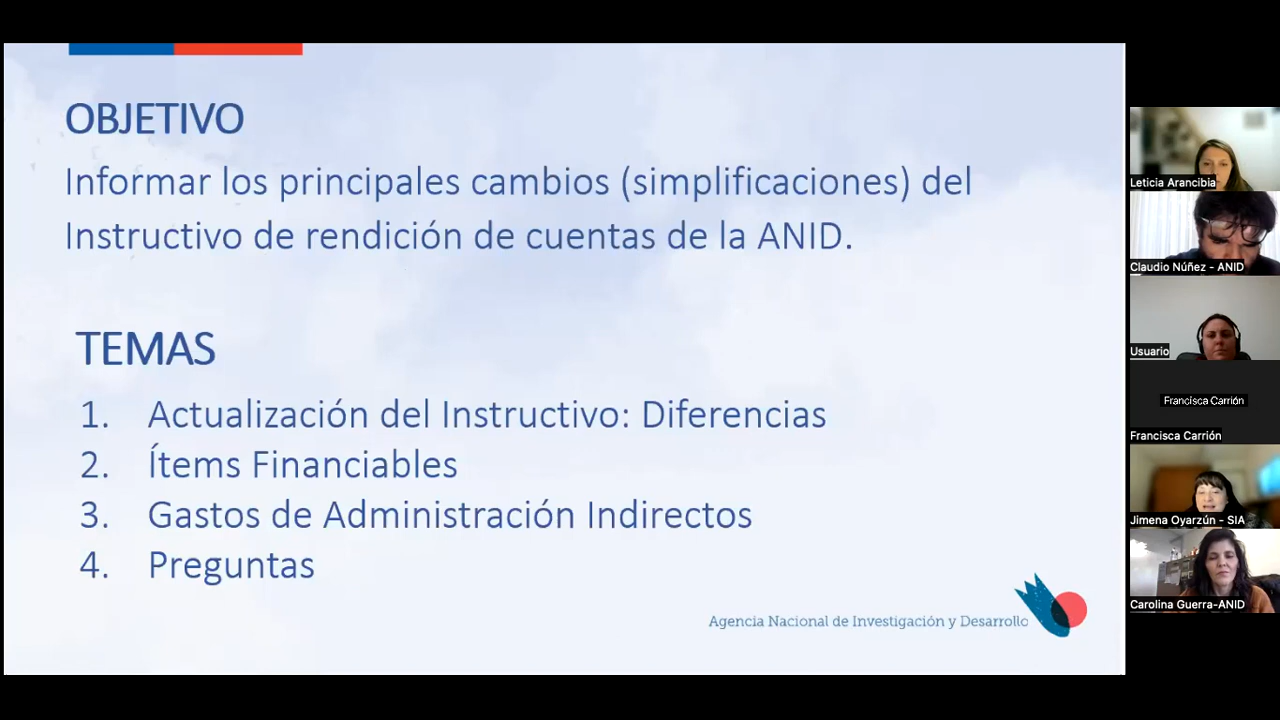 OBJETIVO
Informar los principales cambios (simplificaciones) del
Instructivo de rendición de cuentas de la ANID.
TEMAS
1. Actualización del Instructivo: Diferencias
2. Ítems Financiables
3. Gastos de Administración Indirectos
4. Preguntas
Agencia Nacional de Investigación y Desarrollo
Leticia Arancibia
Claudio Núñez - ANID
Usuario
Francisca Carrión
Francisca Carrión
Jimena Oyarzún - SIA
Carolina Guerra-ANID